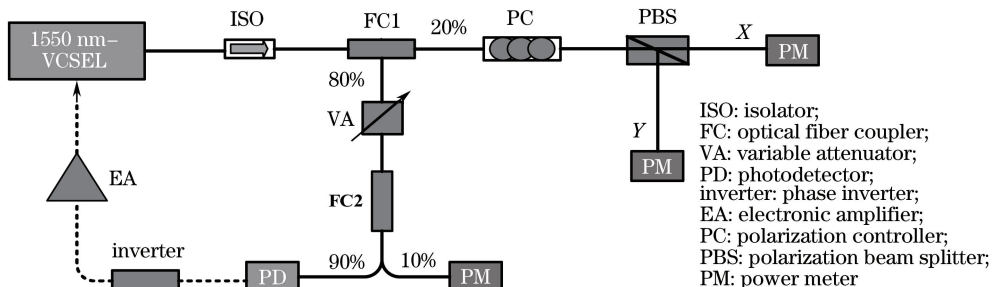 ISO
FC1
20%
PC
PBS
X
PM
1550 nm–
VCSEL
80%
VA
Y
PM
EA
FC2
inverter
PD
90%
10%
PM
ISO: isolator;
FC: optical fiber coupler;
VA: variable attenuator;
PD: photodetector;
inverter: phase inverter;
EA: electronic amplifier;
PC: polarization controller;
PBS: polarization beam splitter;
PM: power meter